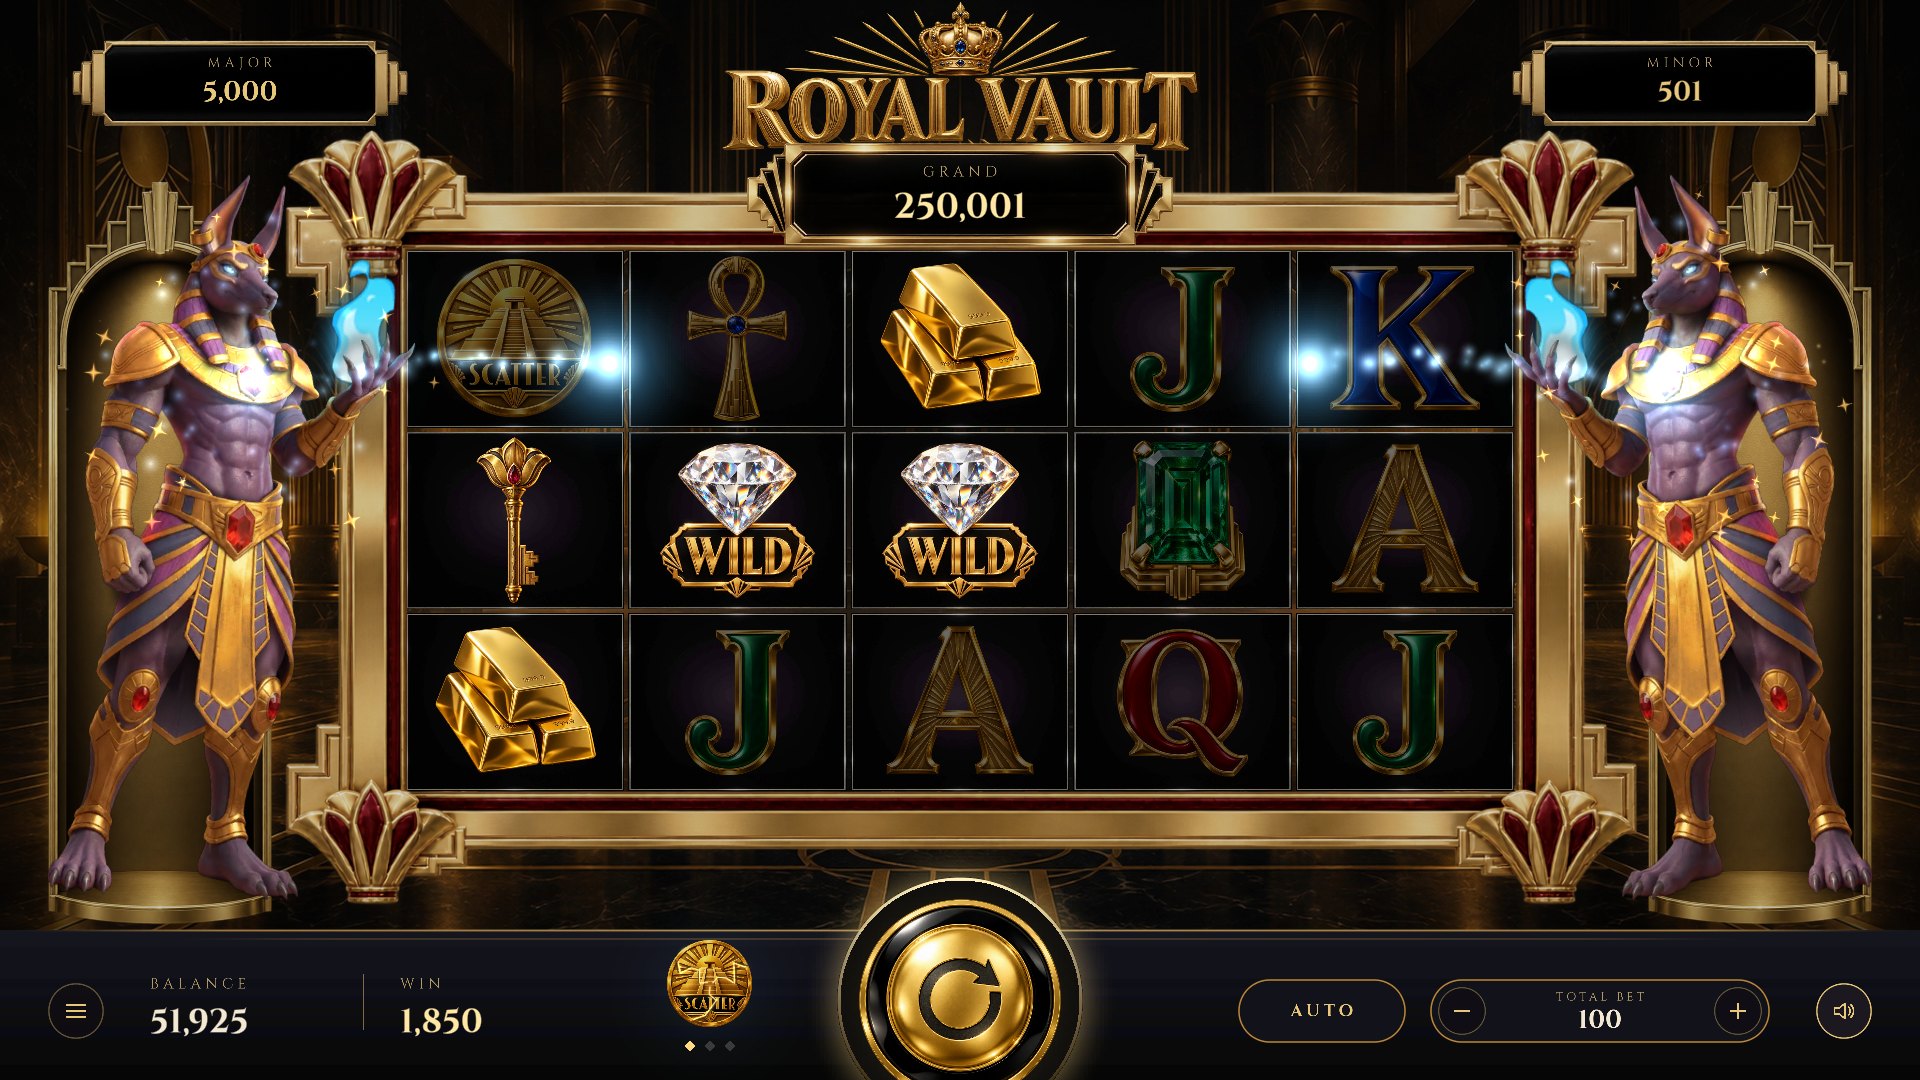 MAJOR
5,000
ROYAL VAULT
GRAND
250,001
MINOR
501
SCATTER
J
K
WILD
WILD
A
J
A
Q
J
BALANCE
51,925
WIN
1,850
SCATTER
AUTO
TOTAL BET
100